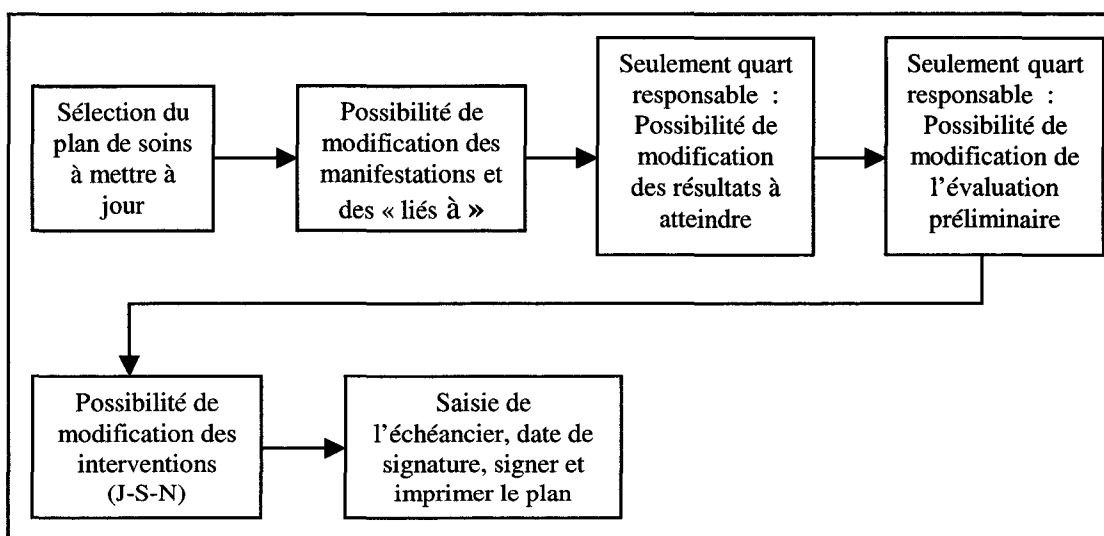 Sélection du
plan de soins
à mettre à
jour
Possibilité de
modification des
manifestations et
des « liés à »
Seulement quart
responsable :
Possibilité de
modification
des résultats à
atteindre
Seulement quart
responsable :
Possibilité de
modification de
l'évaluation
préliminaire
Possibilité de
modification des
interventions
(J-S-N)
Saisie de
l'échéancier, date de
signature, signer et
imprimer le plan